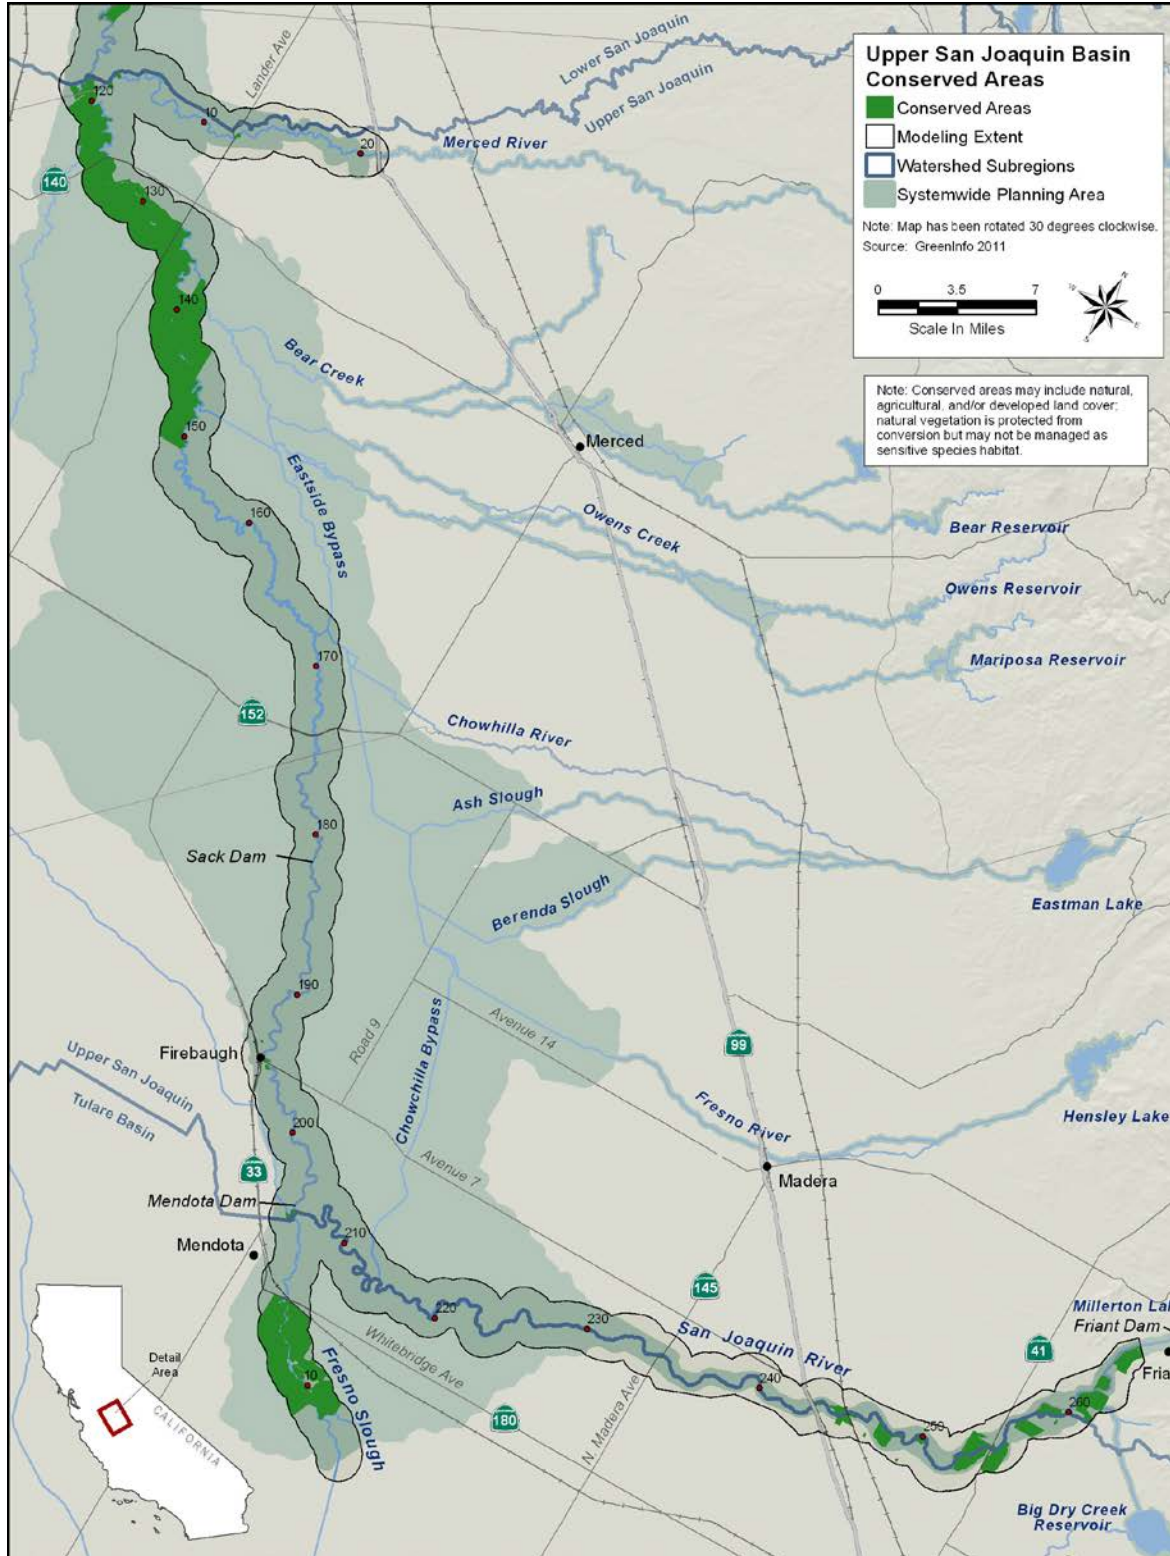 Upper San Joaquin Basin
Conserved Areas
Conserved Areas
Modeling Extent
Watershed Subregions
Systemwide Planning Area
Note: Map has been rotated 30 degrees clockwise.
Source: GreenInfo 2011
0 3.5 7
Scale In Miles
N
E
S
W
Note: Conserved areas may include natural,
agricultural, and/or developed land cover;
natural vegetation is protected from
conversion but may not be managed as
sensitive species habitat.
Lander Ave
Lower San Joaquin
Upper San Joaquin
Merced River
120
10
20
140
130
140
Bear Creek
150
Merced
Eastside Bypass
160
Owens Creek
Bear Reservoir
Owens Reservoir
Mariposa Reservoir
170
152
Chowhilla River
Ash Slough
180
Sack Dam
Berenda Slough
Eastman Lake
190
Road 9
Avenue 14
99
Firebaugh
Chowchilla Bypass
Upper San Joaquin
Tulare Basin
Fresno River
Hensley Lake
200
33
Avenue 7
Madera
Mendota Dam
Mendota
210
145
220
230
San Joaquin River
Millerton Lak
Friant Dam
41
Fria
Whitebridge Ave
240
10
Fresno Slough
180
N. Madera Ave
250
260
Big Dry Creek
Reservoir
Detail
Area
CALIFORNIA